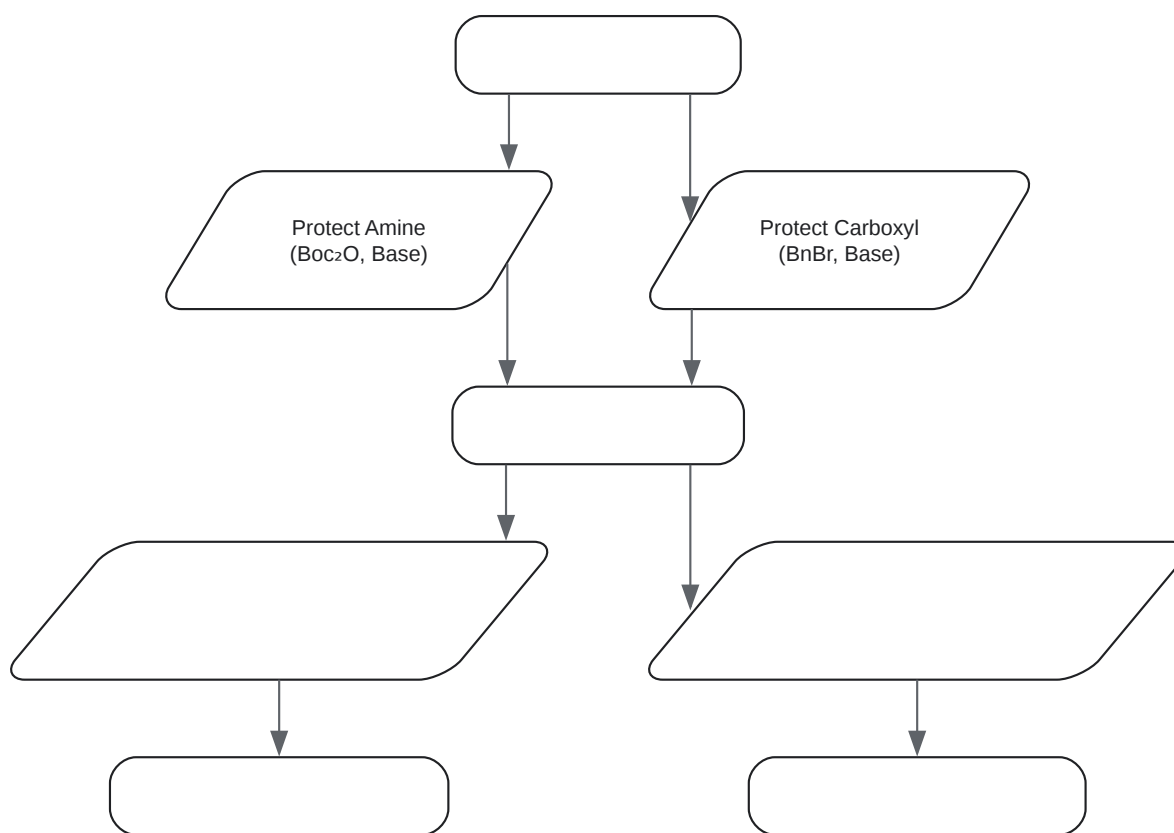 Protect Amine
(Boc₂O, Base)
Protect Carboxyl
(BnBr, Base)